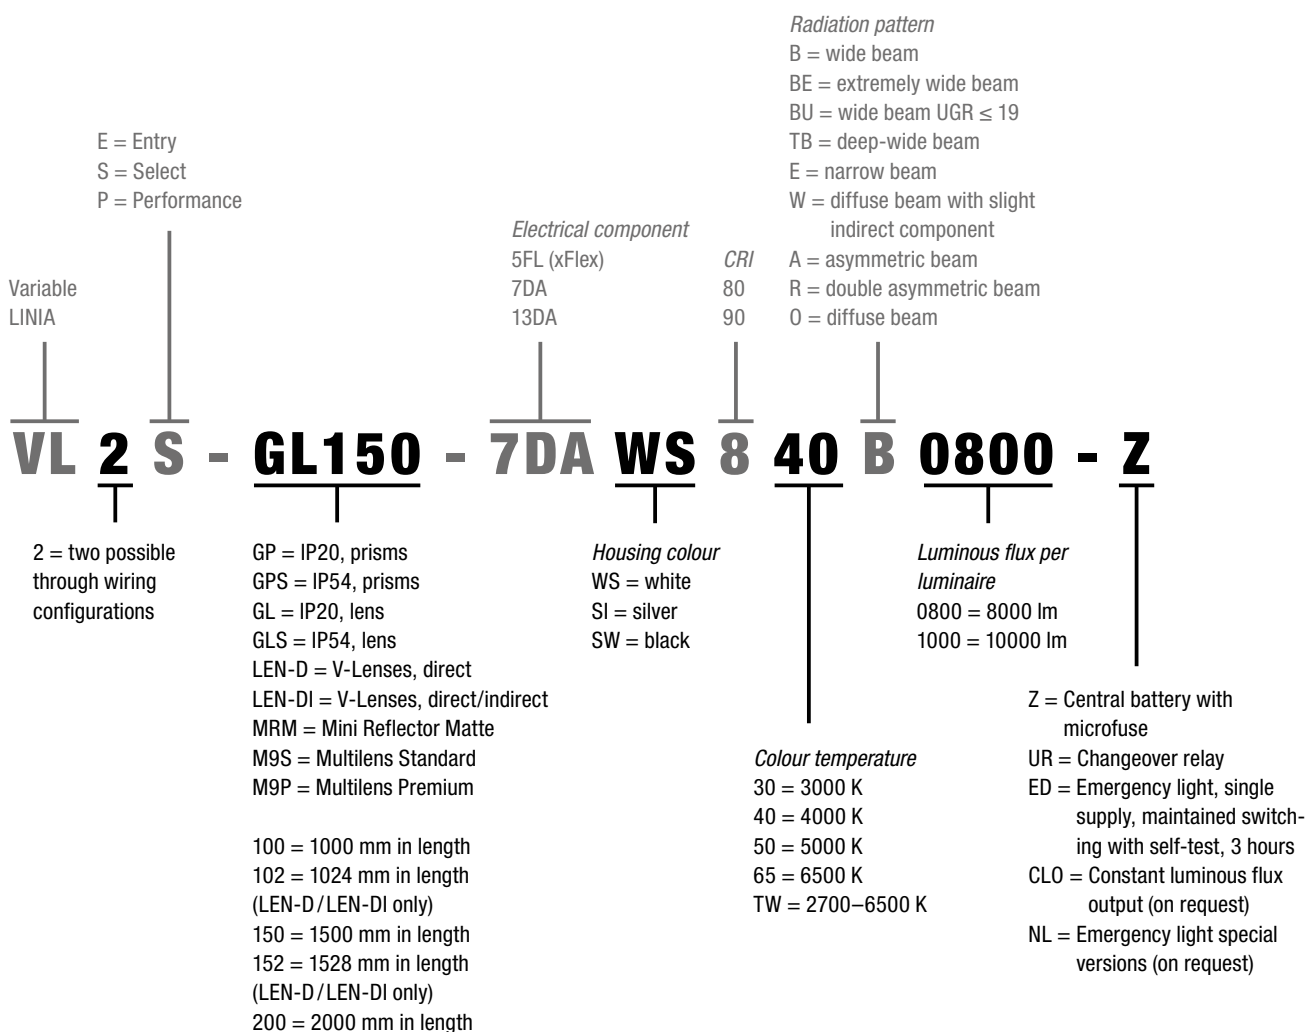 Radiation pattern
B = wide beam
BE = extremely wide beam
BU = wide beam UGR ≤ 19
TB = deep-wide beam
E = narrow beam
W = diffuse beam with slight
indirect component
A = asymmetric beam
R = double asymmetric beam
O = diffuse beam
E = Entry
S = Select
P = Performance
Electrical component
5FL (xFlex)
7DA
13DA
CRI
80
90
Variable
LINIA
VL 2 S - GL150 - 7DA WS 8 40 B 0800 - Z
2 = two possible
through wiring
configurations
GP = IP20, prisms
GPS = IP54, prisms
GL = IP20, lens
GLS = IP54, lens
LEN-D = V-Lenses, direct
LEN-DI = V-Lenses, direct/indirect
MRM = Mini Reflector Matte
M9S = Multilens Standard
M9P = Multilens Premium
100 = 1000 mm in length
102 = 1024 mm in length
(LEN-D/LEN-DI only)
150 = 1500 mm in length
152 = 1528 mm in length
(LEN-D/LEN-DI only)
200 = 2000 mm in length
Housing colour
WS = white
SI = silver
SW = black
Colour temperature
30 = 3000 K
40 = 4000 K
50 = 5000 K
65 = 6500 K
TW = 2700–6500 K
Luminous flux per
luminaire
0800 = 8000 lm
1000 = 10000 lm
Z = Central battery with
microfuse
UR = Changeover relay
ED = Emergency light, single
supply, maintained switch-
ing with self-test, 3 hours
CLO = Constant luminous flux
output (on request)
NL = Emergency light special
versions (on request)